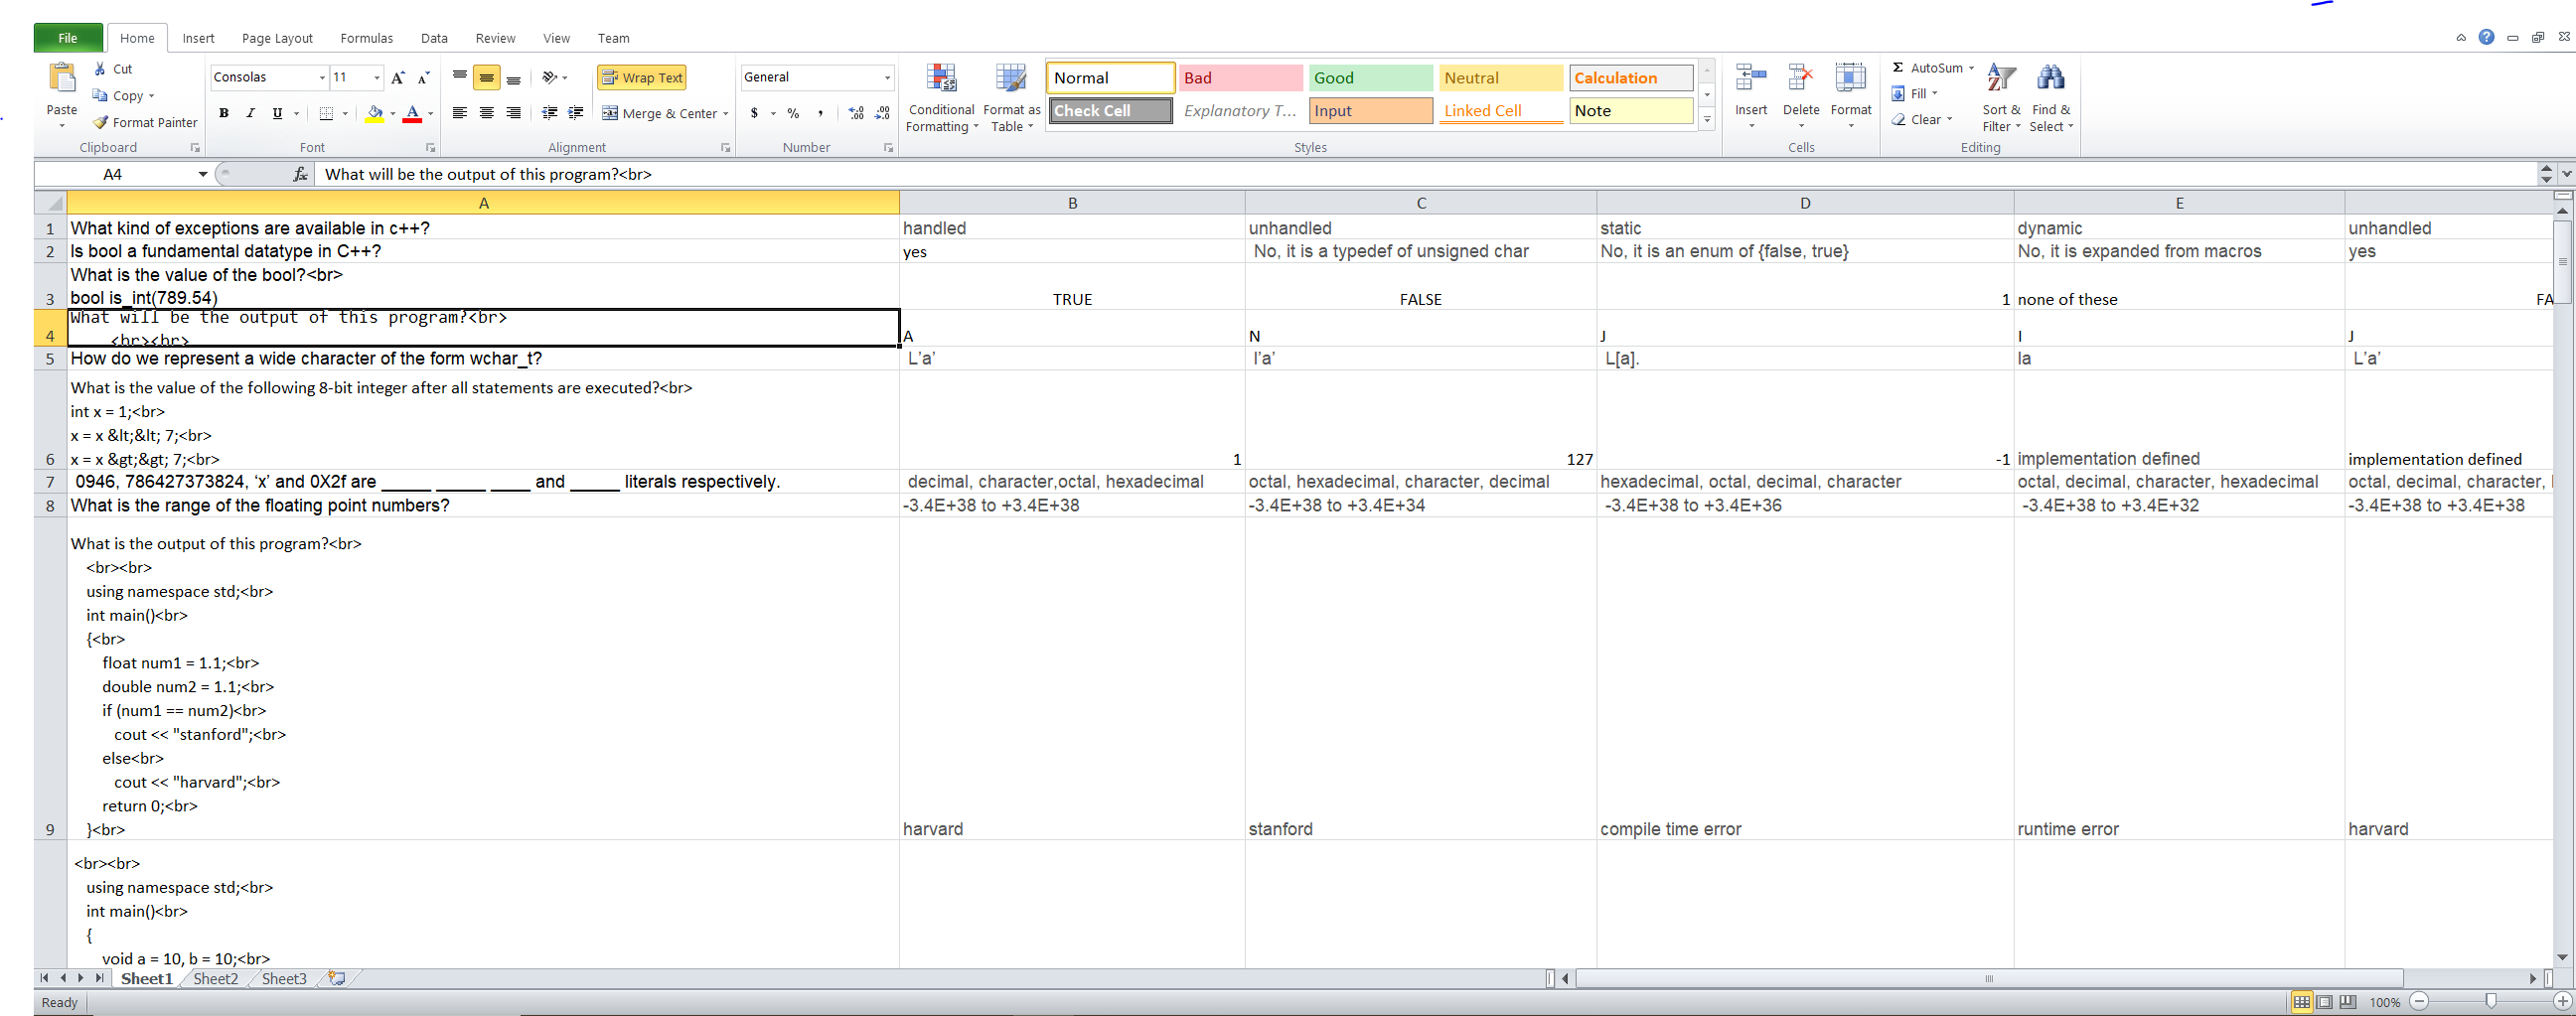 File Home Insert Page Layout Formulas Data Review View Team
Cut
Copy
Format Painter
Paste
Clipboard
Consolas 11
B I U
Font
Wrap Text
Merge & Center
Alignment
General
$ % ,
Number
Conditional Formatting
Format as Table
Normal Bad Good Neutral Calculation
Check Cell Explanatory T... Input Linked Cell Note
Styles
Insert Delete Format
Cells
Σ AutoSum
Fill
Clear
Sort & Filter
Find & Select
Editing
A4 fx What will be the output of this program?<br>
A B C D E
1 What kind of exceptions are available in c++? handled unhandled static dynamic unhandled
2 Is bool a fundamental datatype in C++? yes No, it is a typedef of unsigned char No, it is an enum of {false, true} No, it is expanded from macros yes
What is the value of the bool?<br>
3 bool is_int(789.54) TRUE FALSE 1 none of these FA
What will be the output of this program?<br>
4 <br><br> A N J I J
5 How do we represent a wide character of the form wchar_t? L’a’ l’a’ L[a]. la L’a’
What is the value of the following 8-bit integer after all statements are executed?<br>
int x = 1;<br>
x = x &lt;&lt; 7;<br>
6 x = x &gt;&gt; 7;<br> 1 127 -1 implementation defined implementation defined
7 0946, 786427373824, ‘x’ and 0X2f are _____ _____ ____ and _____ literals respectively. decimal, character,octal, hexadecimal octal, hexadecimal, character, decimal hexadecimal, octal, decimal, character octal, decimal, character, hexadecimal octal, decimal, character,
8 What is the range of the floating point numbers? -3.4E+38 to +3.4E+38 -3.4E+38 to +3.4E+34 -3.4E+38 to +3.4E+36 -3.4E+38 to +3.4E+32 -3.4E+38 to +3.4E+38
What is the output of this program?<br>
<br><br>
using namespace std;<br>
int main()<br>
{<br>
float num1 = 1.1;<br>
double num2 = 1.1;<br>
if (num1 == num2)<br>
cout << "stanford";<br>
else<br>
cout << "harvard";<br>
return 0;<br>
9 }<br> harvard stanford compile time error runtime error harvard
<br><br>
using namespace std;<br>
int main()<br>
{
void a = 10, b = 10;<br>
Sheet1 Sheet2 Sheet3
Ready 100%